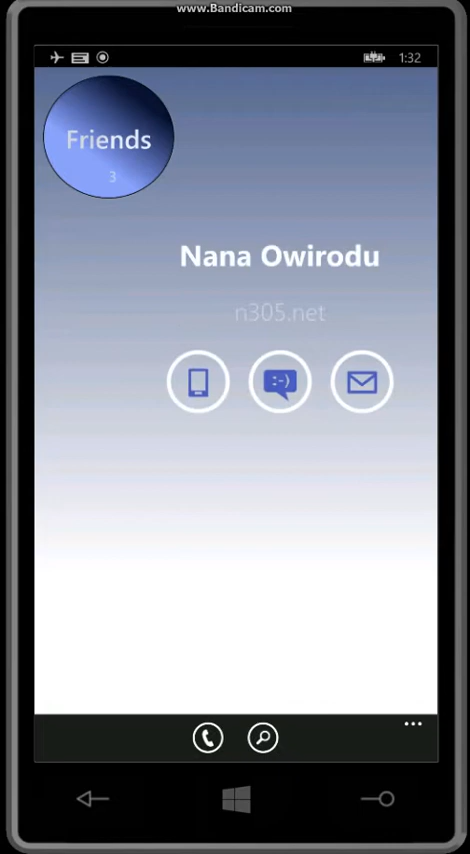 www.Bandicam.com
1:32
Friends
3
Nana Owirodu
n305.net
:-)